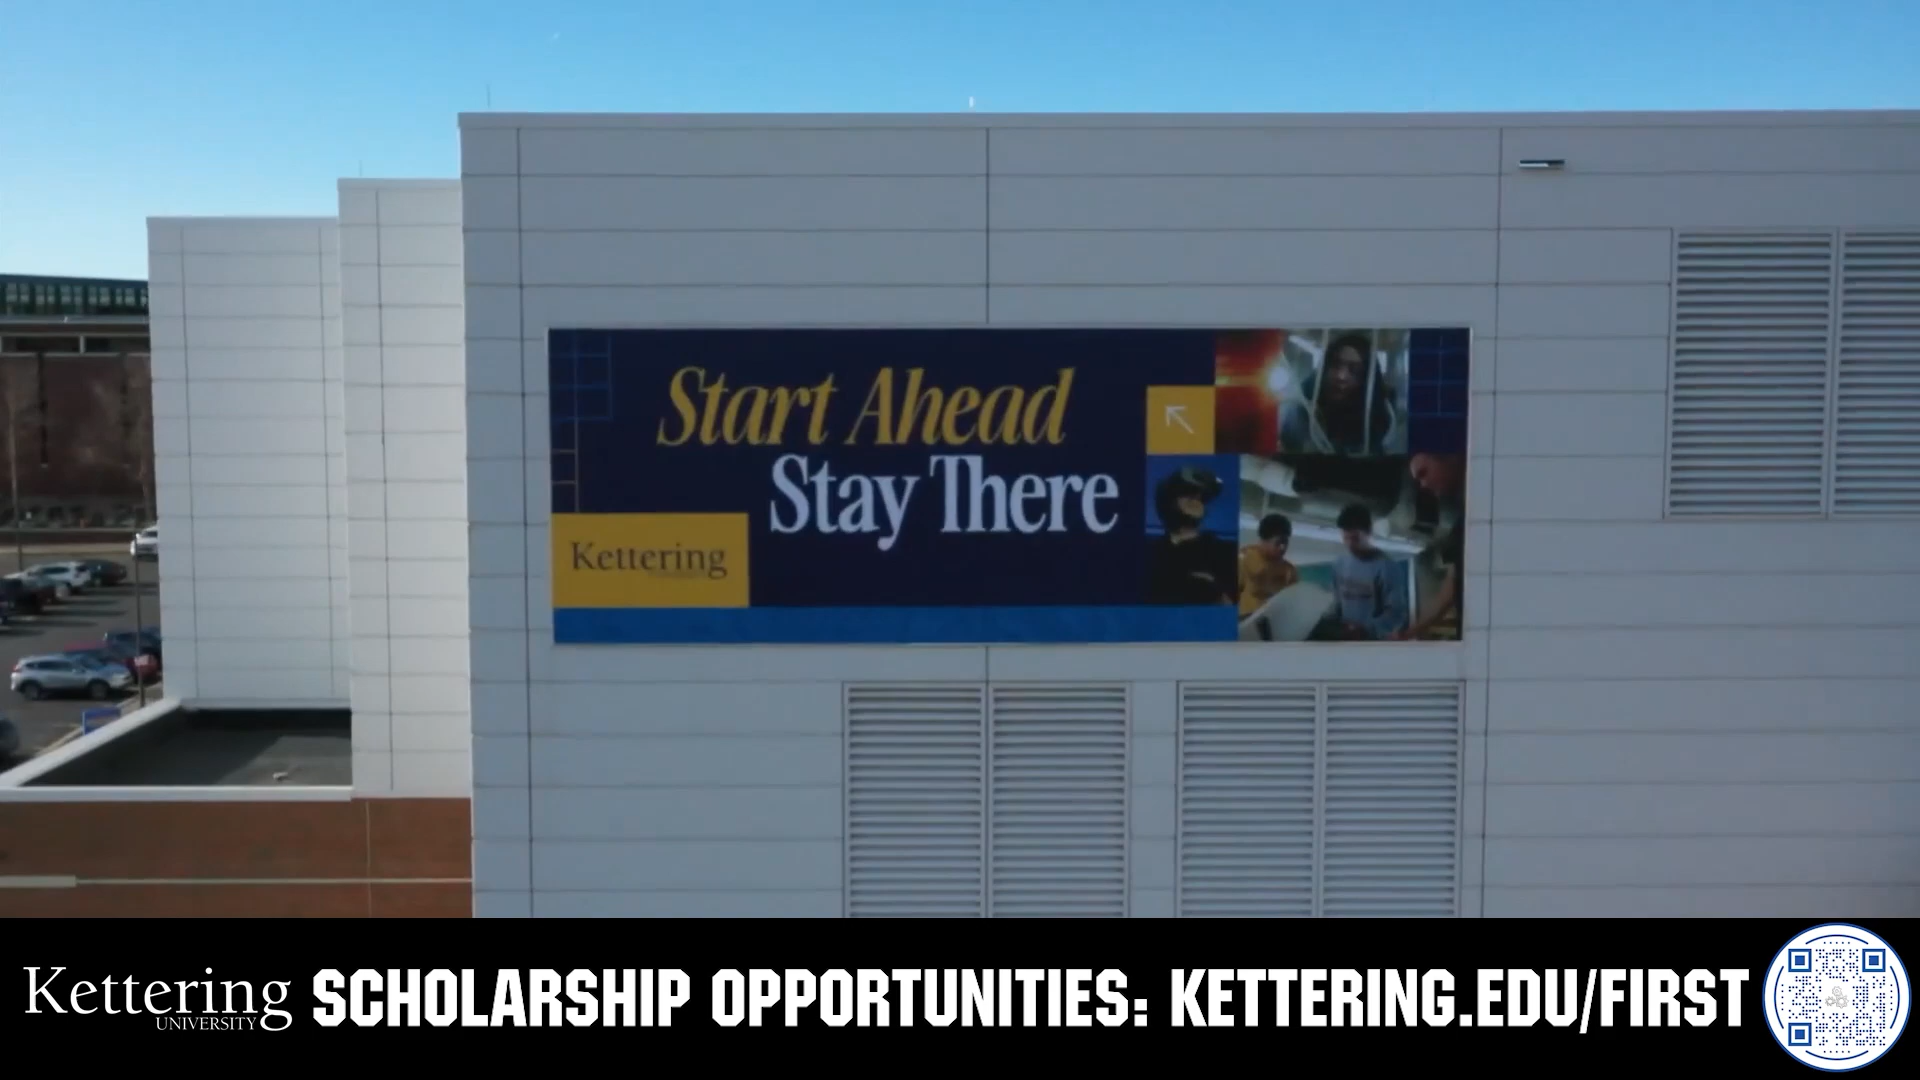 Start Ahead
Stay There
Kettering
Kettering
UNIVERSITY
SCHOLARSHIP OPPORTUNITIES: KETTERING.EDU/FIRST